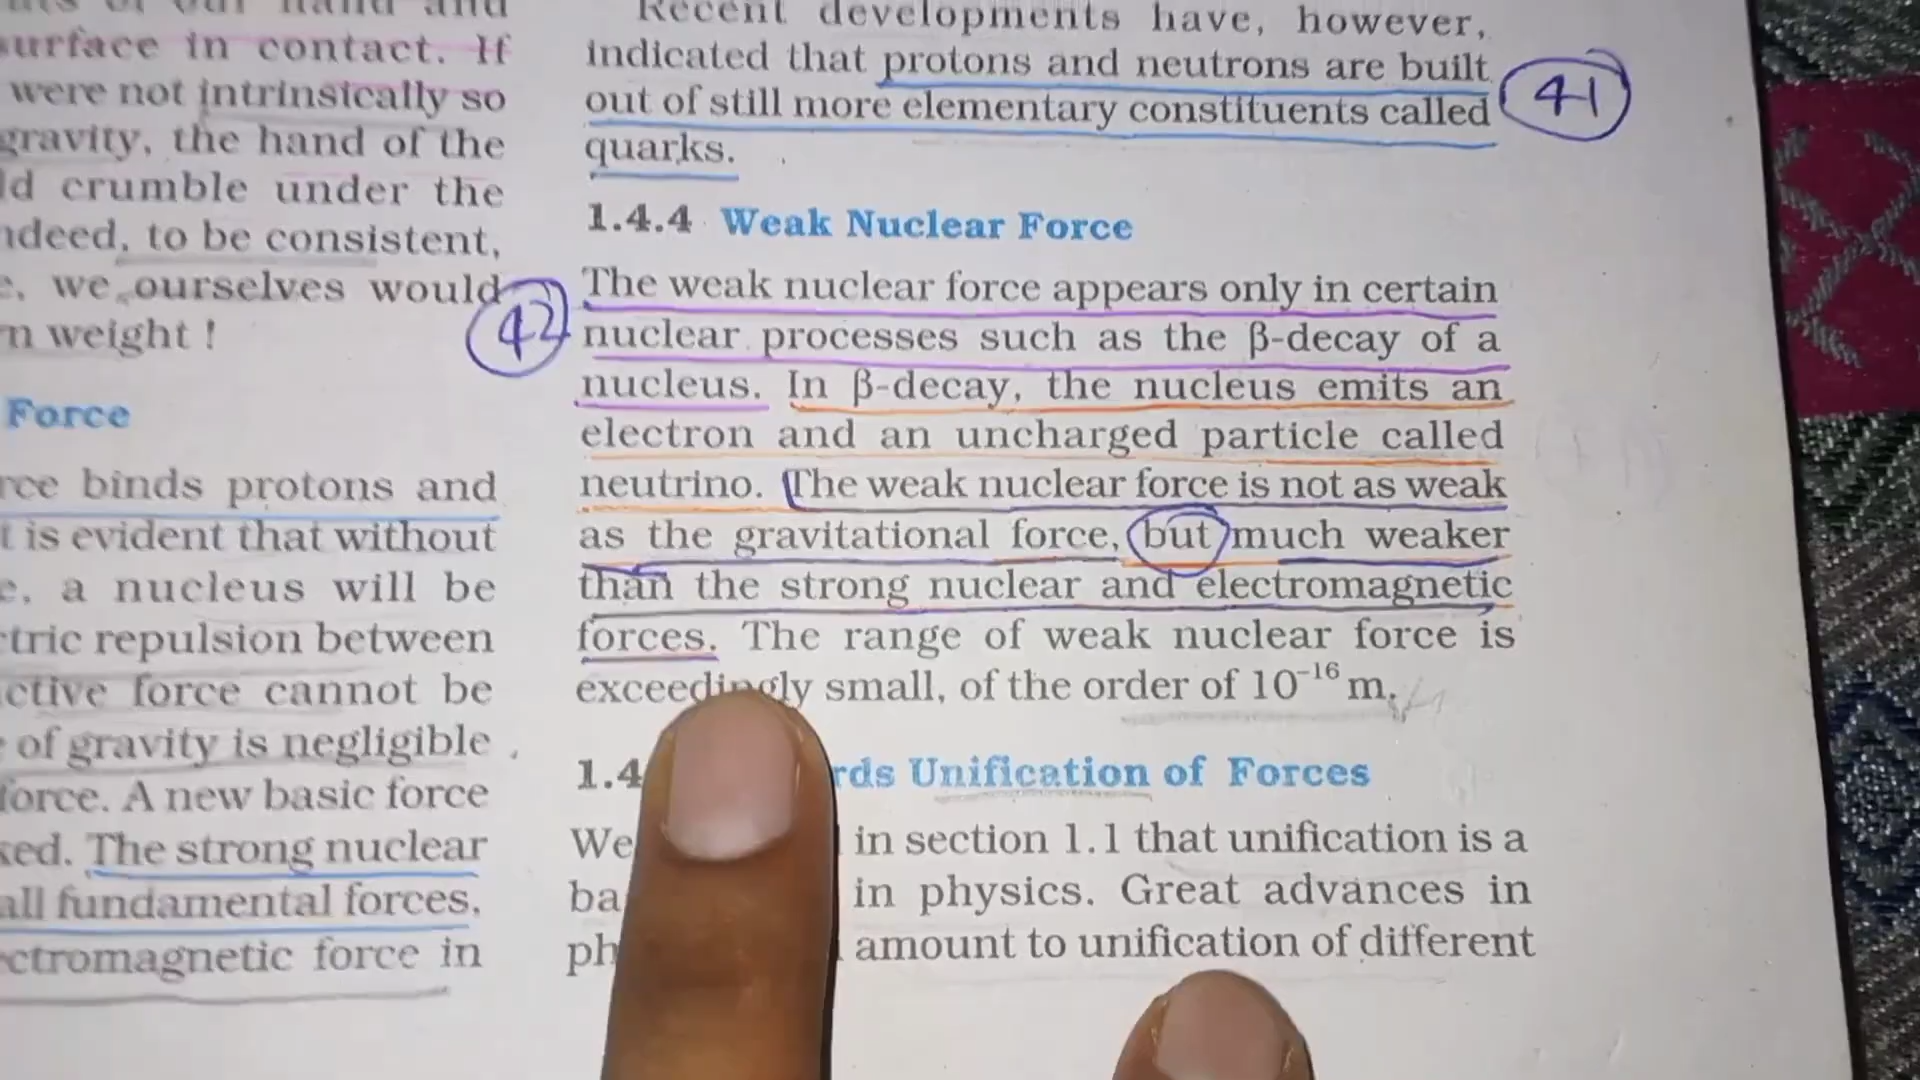 surface in contact. If
were not intrinsically so
gravity, the hand of the
crumble under the
indeed, to be consistent,
we ourselves would
weight !
Force
binds protons and
is evident that without
a nucleus will be
repulsion between
force cannot be
of gravity is negligible
force. A new basic force
The strong nuclear
all fundamental forces,
force in
Recent developments have, however,
indicated that protons and neutrons are built
out of still more elementary constituents called
quarks.
41
1.4.4 Weak Nuclear Force
42
The weak nuclear force appears only in certain
nuclear processes such as the β-decay of a
nucleus. In β-decay, the nucleus emits an
electron and an uncharged particle called
neutrino. The weak nuclear force is not as weak
as the gravitational force, but much weaker
than the strong nuclear and electromagnetic
forces. The range of weak nuclear force is
exceedingly small, of the order of 10⁻¹⁶ m.
Unification of Forces
We in section 1.1 that unification is a
in physics. Great advances in
amount to unification of different